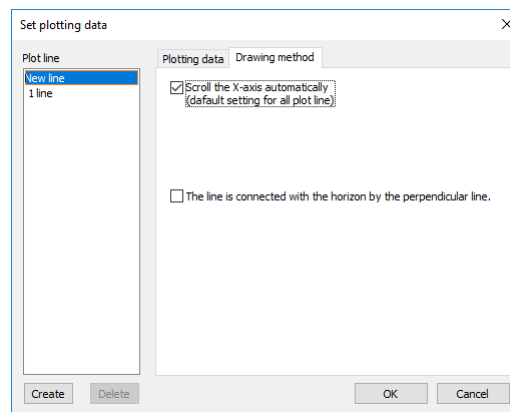 Set plotting data
Plot line
New line
1 line
Plotting data
Drawing method
Scroll the X-axis automatically
(dafault setting for all plot line)
The line is connected with the horizon by the perpendicular line.
Create
Delete
OK
Cancel